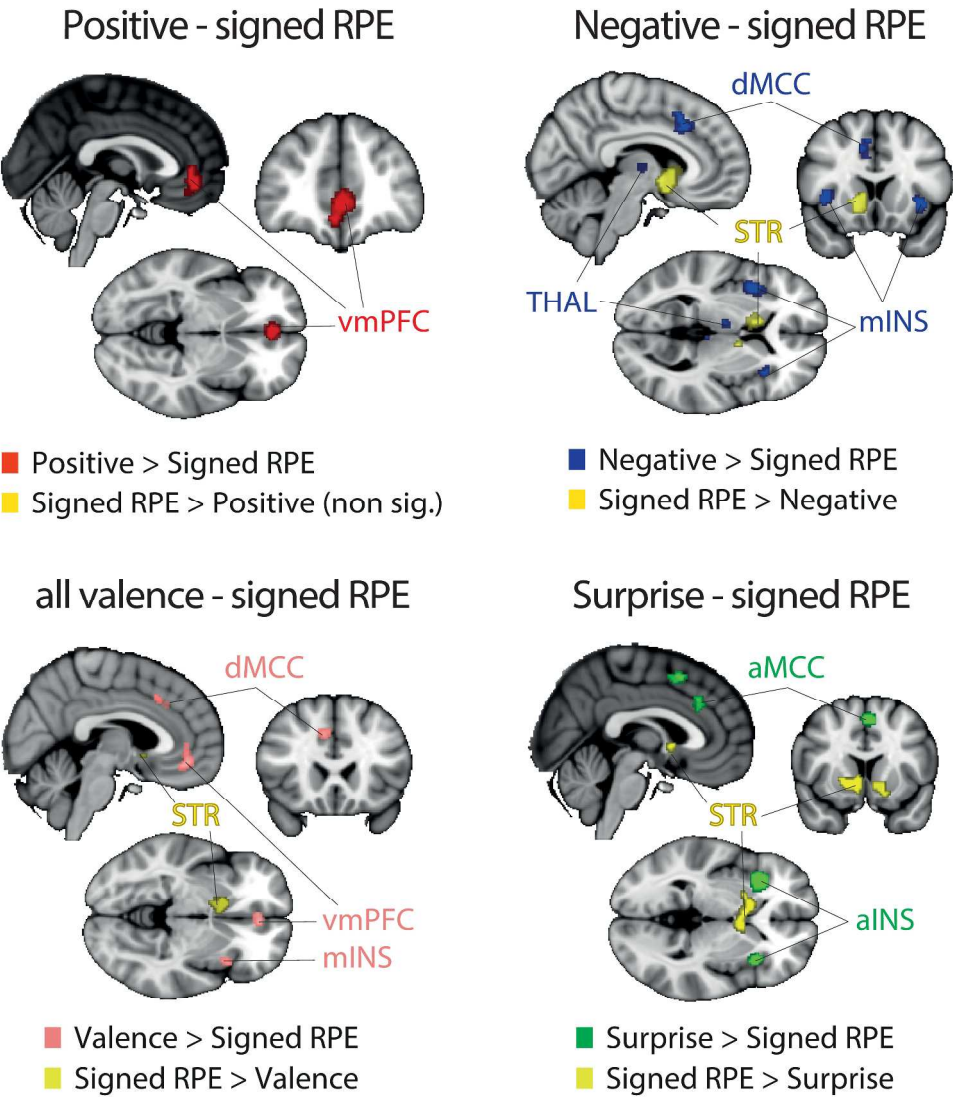 Positive - signed RPE
vmPFC
Positive > Signed RPE
Signed RPE > Positive (non sig.)
Negative - signed RPE
dMCC
STR
THAL
mINS
Negative > Signed RPE
Signed RPE > Negative
all valence - signed RPE
dMCC
STR
vmPFC
mINS
Valence > Signed RPE
Signed RPE > Valence
Surprise - signed RPE
aMCC
STR
aINS
Surprise > Signed RPE
Signed RPE > Surprise